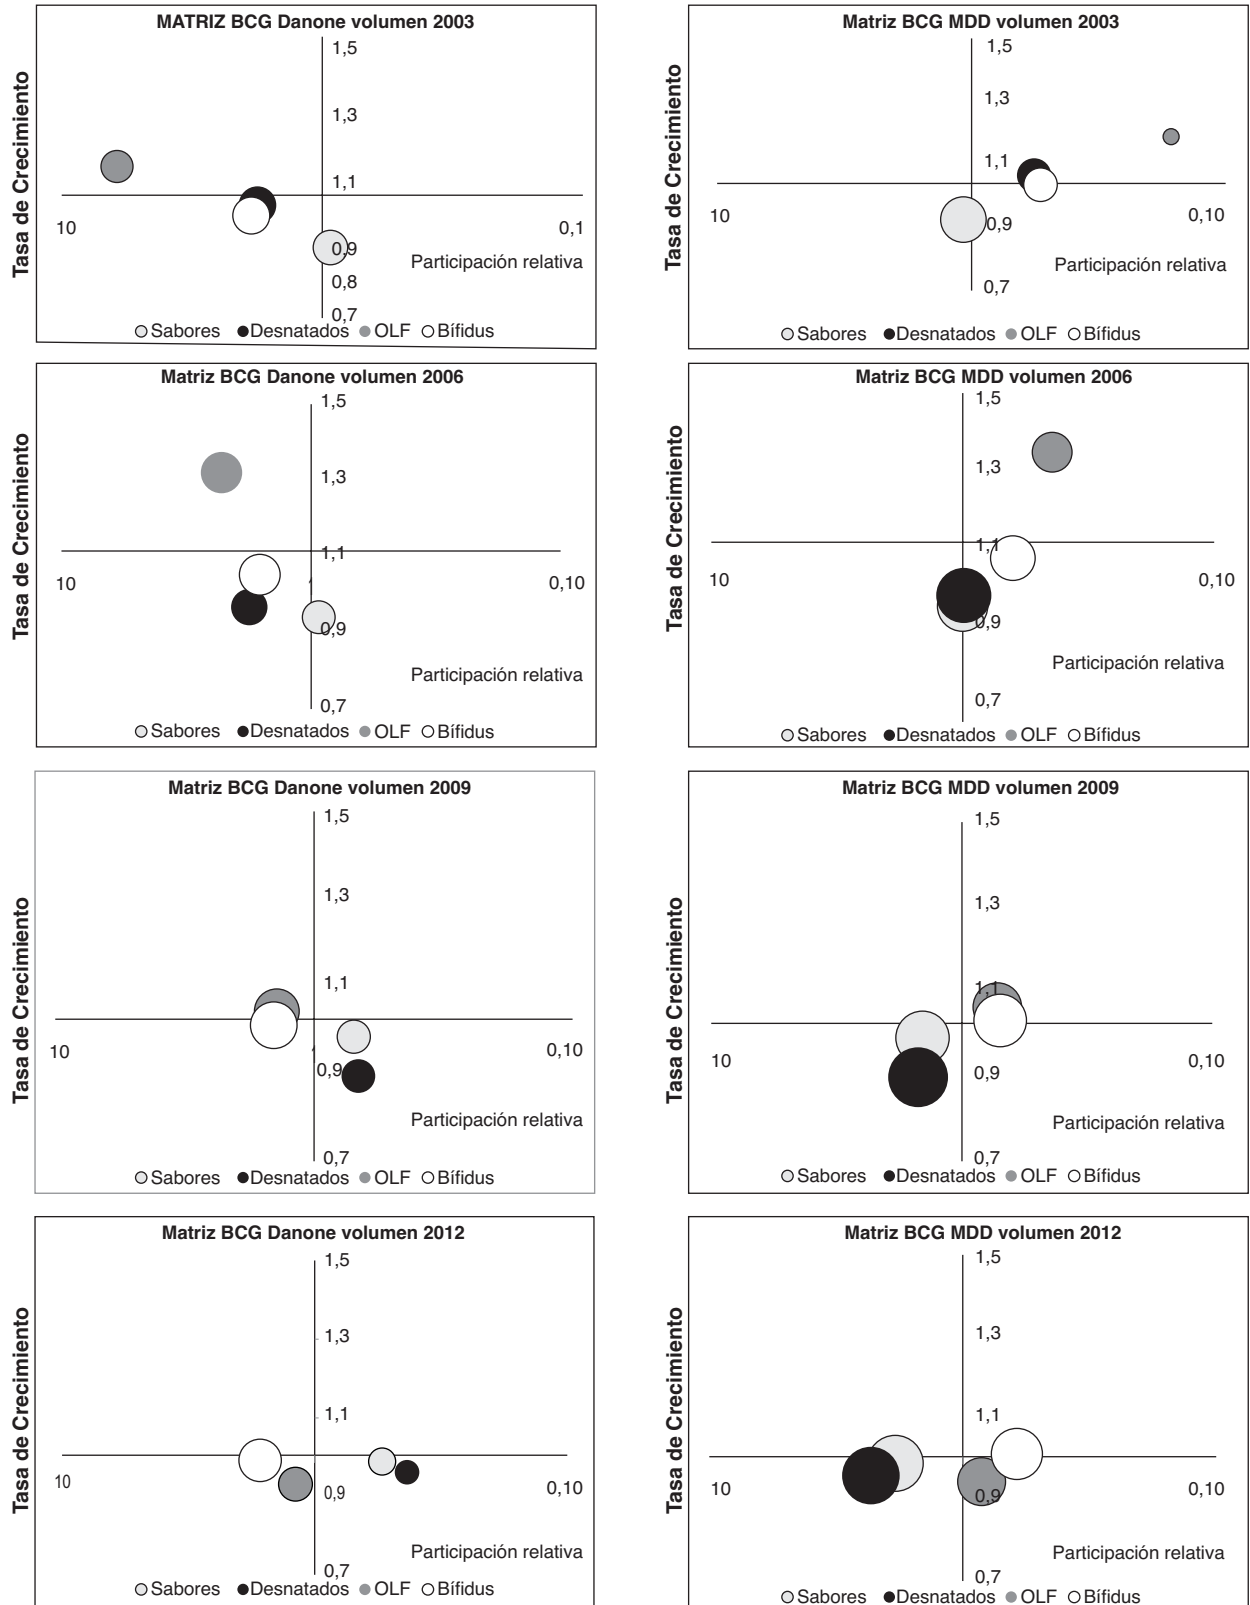 MATRIZ BCG Danone volumen 2003
Tasa de Crecimiento
1,5
1,3
1,1
10
0,1
0,9
Participación relativa
0,8
0,7
Sabores Desnatados OLF Bífidus
Matriz BCG MDD volumen 2003
Tasa de Crecimiento
1,5
1,3
1,1
10
0,10
0,9
Participación relativa
0,7
Sabores Desnatados OLF Bífidus
Matriz BCG Danone volumen 2006
Tasa de Crecimiento
1,5
1,3
1,1
10
0,10
0,9
Participación relativa
0,7
Sabores Desnatados OLF Bífidus
Matriz BCG MDD volumen 2006
Tasa de Crecimiento
1,5
1,3
1,1
10
0,10
0,9
Participación relativa
0,7
Sabores Desnatados OLF Bífidus
Matriz BCG Danone volumen 2009
Tasa de Crecimiento
1,5
1,3
1,1
10
0,10
0,9
Participación relativa
0,7
Sabores Desnatados OLF Bífidus
Matriz BCG MDD volumen 2009
Tasa de Crecimiento
1,5
1,3
1,1
10
0,10
0,9
Participación relativa
0,7
Sabores Desnatados OLF Bífidus
Matriz BCG Danone volumen 2012
Tasa de Crecimiento
1,5
1,3
1,1
10
0,10
0,9
Participación relativa
0,7
Sabores Desnatados OLF Bífidus
Matriz BCG MDD volumen 2012
Tasa de Crecimiento
1,5
1,3
1,1
10
0,10
0,9
Participación relativa
0,7
Sabores Desnatados OLF Bífidus